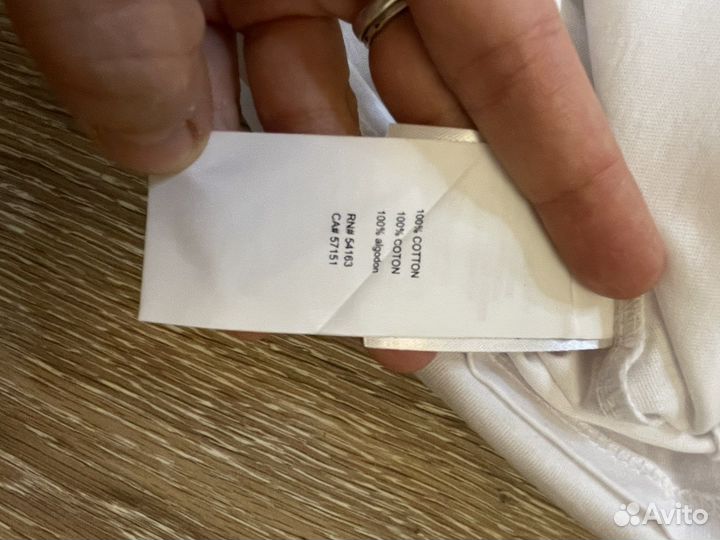 100% COTTON
100% COTON
100% algodon
RN# 54163
CA# 57151
Avito